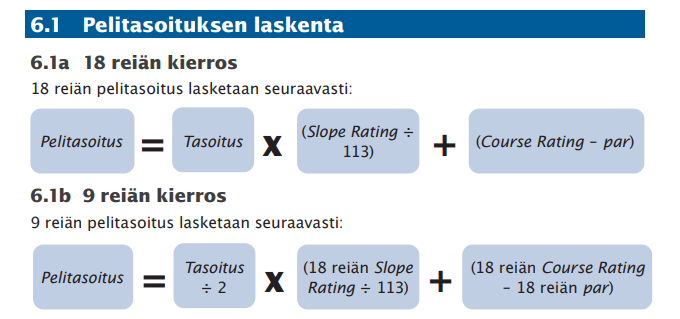 6.1 Pelitasoituksen laskenta
6.1a 18 reiän kierros
18 reiän pelitasoitus lasketaan seuraavasti:
Pelitasoitus = Tasoitus x (Slope Rating ÷
113) + (Course Rating – par)
6.1b 9 reiän kierros
9 reiän pelitasoitus lasketaan seuraavasti:
Pelitasoitus = Tasoitus
÷ 2 x (18 reiän Slope
Rating ÷ 113) + (18 reiän Course Rating
– 18 reiän par)